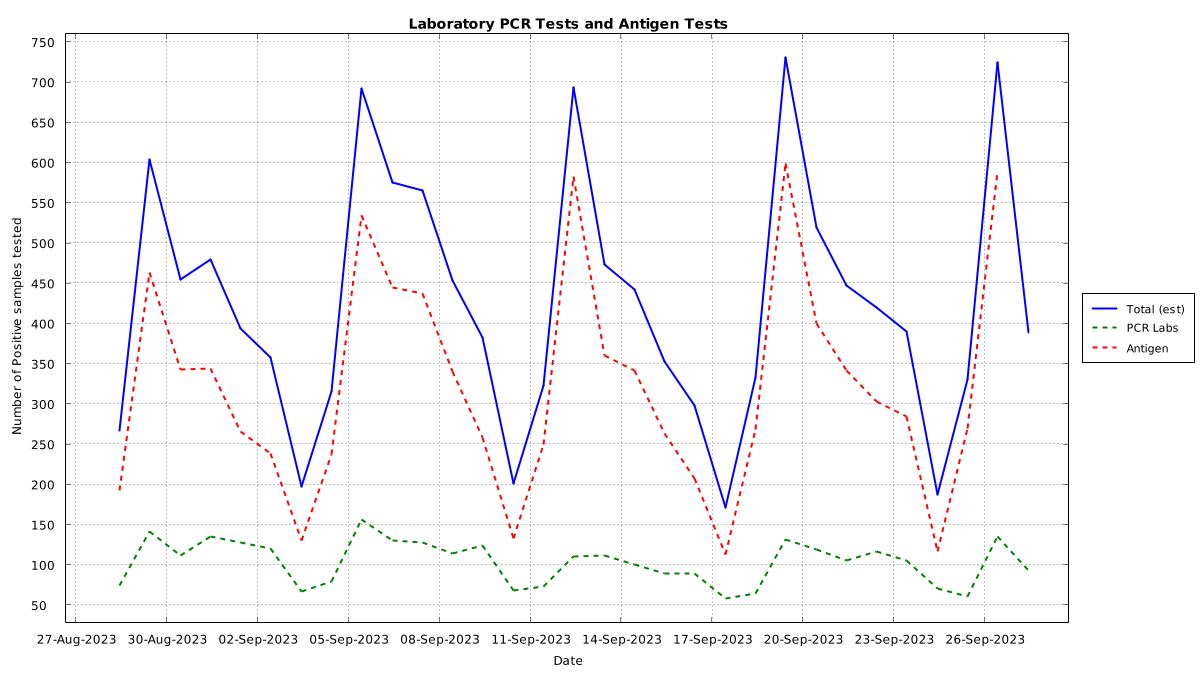 Laboratory PCR Tests and Antigen Tests
750
700
650
600
550
500
450
400
350
300
250
200
150
100
50
Number of Positive samples tested
27-Aug-2023 30-Aug-2023 02-Sep-2023 05-Sep-2023 08-Sep-2023 11-Sep-2023 14-Sep-2023 17-Sep-2023 20-Sep-2023 23-Sep-2023 26-Sep-2023
Date
Total (est)
PCR Labs
Antigen